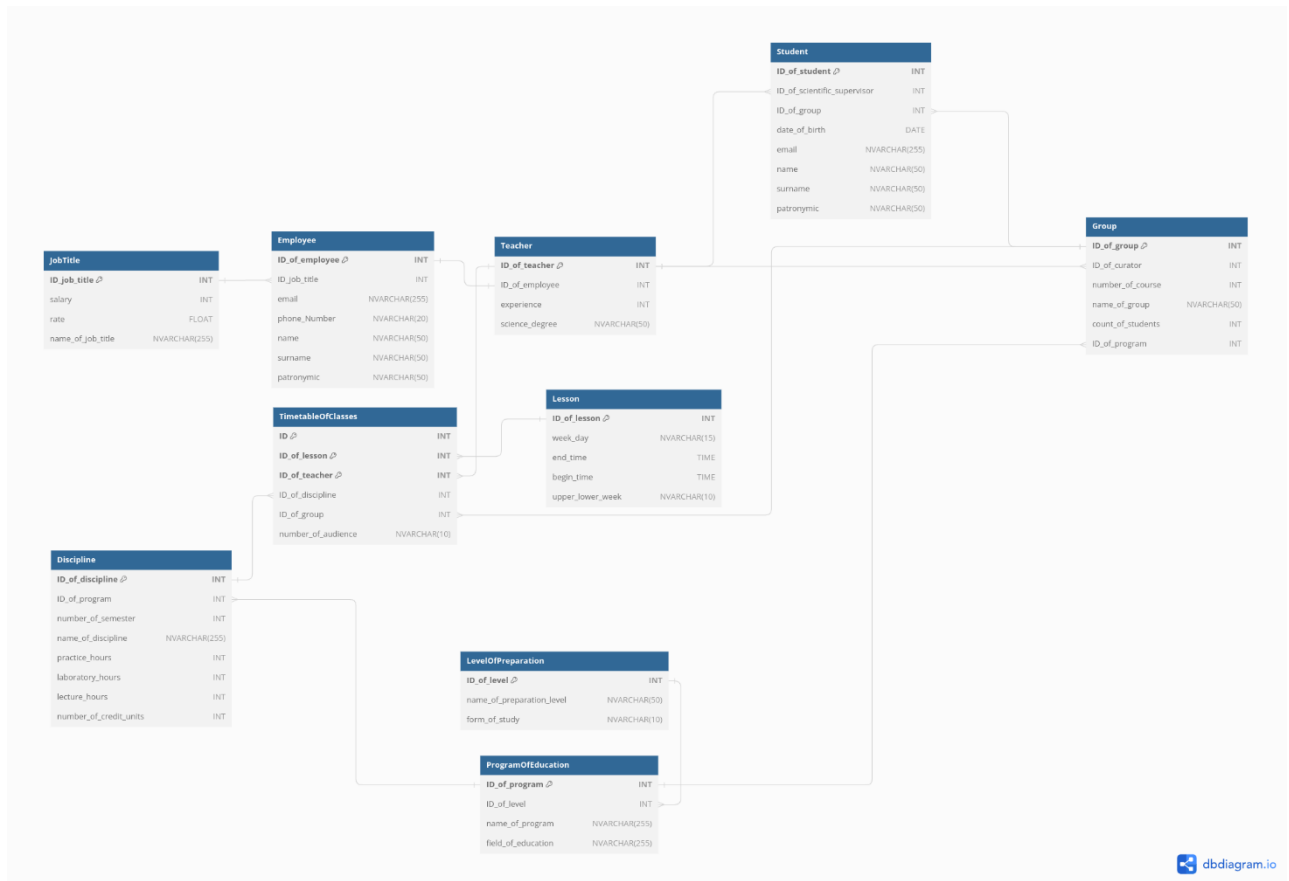 Student
ID_of_student INT
ID_of_scientific_supervisor INT
ID_of_group INT
date_of_birth DATE
email NVARCHAR(255)
name NVARCHAR(50)
surname NVARCHAR(50)
patronymic NVARCHAR(50)
Group
ID_of_group INT
ID_of_curator INT
number_of_course INT
name_of_group NVARCHAR(50)
count_of_students INT
ID_of_program INT
JobTitle
ID_job_title INT
salary INT
rate FLOAT
name_of_job_title NVARCHAR(255)
Employee
ID_of_employee INT
ID_job_title INT
email NVARCHAR(255)
phone_Number NVARCHAR(20)
name NVARCHAR(50)
surname NVARCHAR(50)
patronymic NVARCHAR(50)
Teacher
ID_of_teacher INT
ID_of_employee INT
experience INT
science_degree NVARCHAR(50)
TimetableOfClasses
ID INT
ID_of_lesson INT
ID_of_teacher INT
ID_of_discipline INT
ID_of_group INT
number_of_audience NVARCHAR(10)
Lesson
ID_of_lesson INT
week_day NVARCHAR(15)
end_time TIME
begin_time TIME
upper_lower_week NVARCHAR(10)
Discipline
ID_of_discipline INT
ID_of_program INT
number_of_semester INT
name_of_discipline NVARCHAR(255)
practice_hours INT
laboratory_hours INT
lecture_hours INT
number_of_credit_units INT
LevelOfPreparation
ID_of_level INT
name_of_preparation_level NVARCHAR(50)
form_of_study NVARCHAR(10)
ProgramOfEducation
ID_of_program INT
ID_of_level INT
name_of_program NVARCHAR(255)
field_of_education NVARCHAR(255)
dbdiagram.io